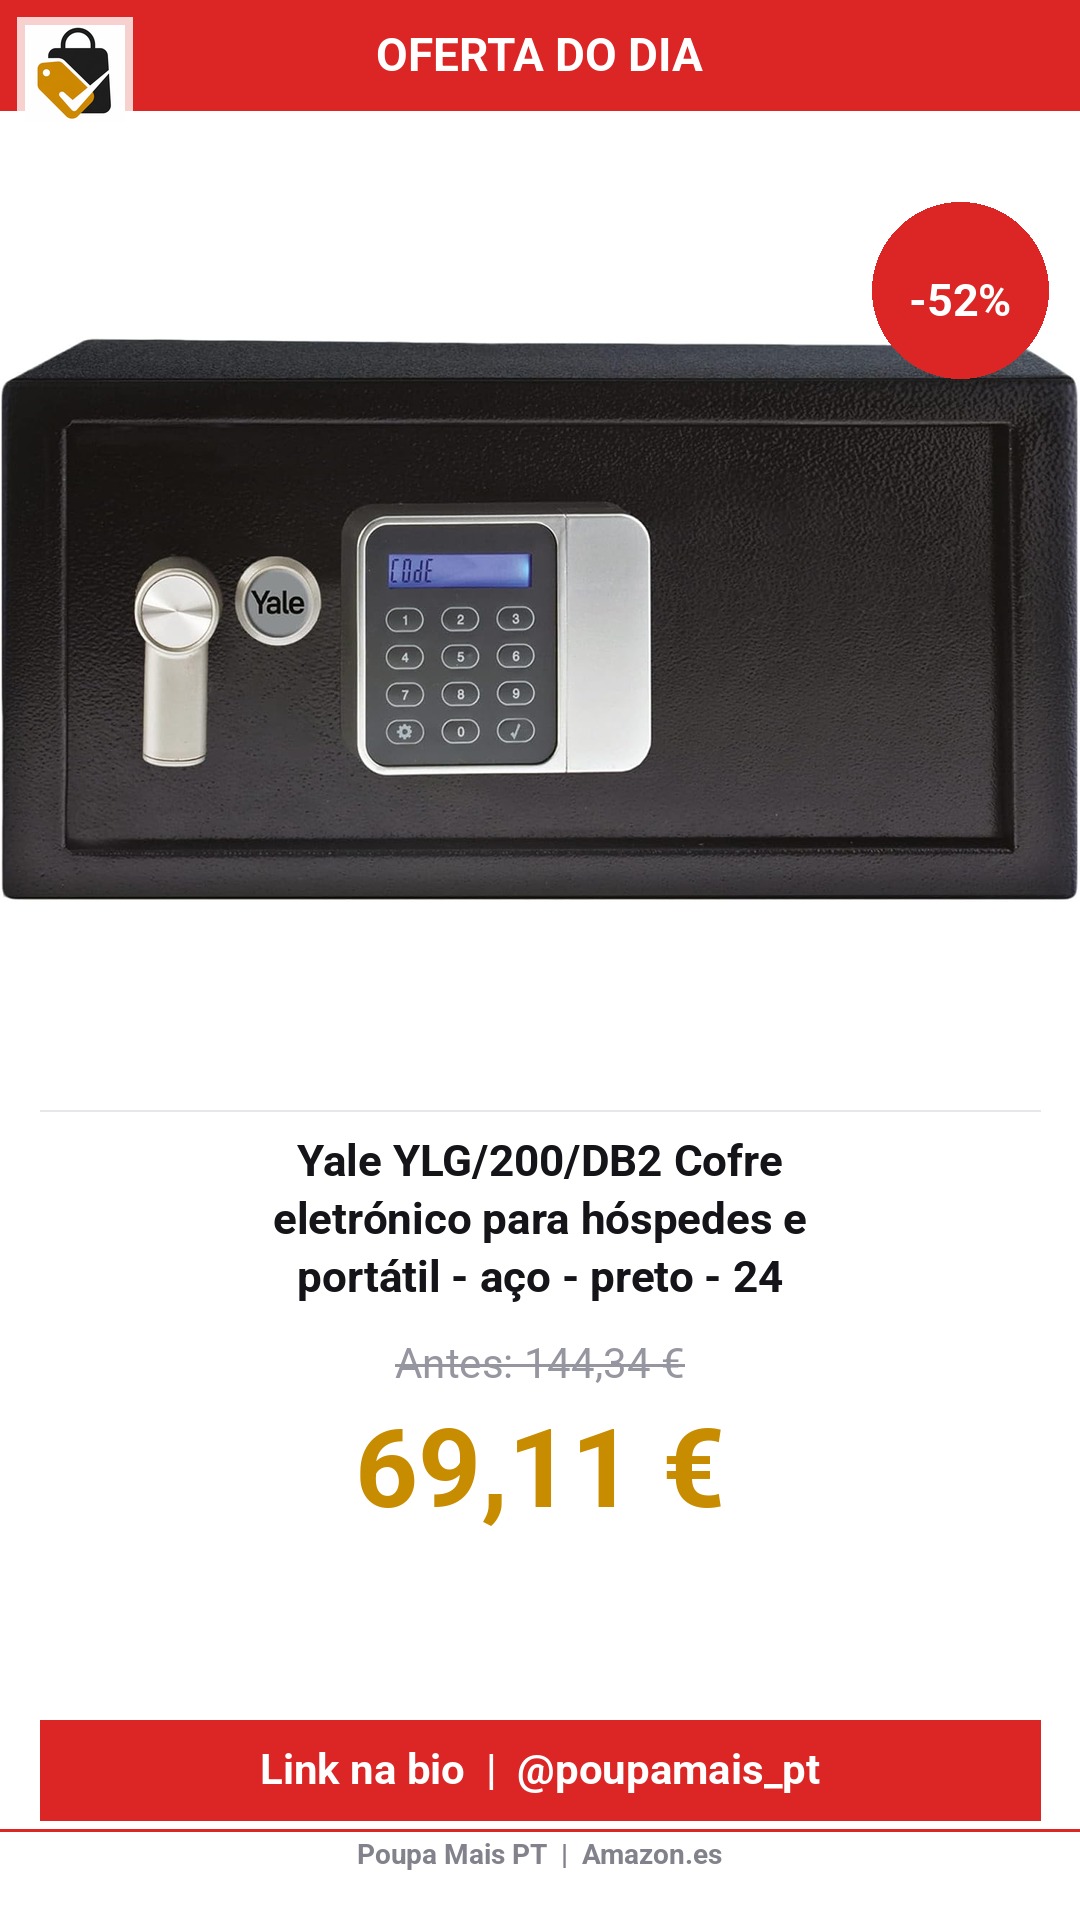 OFERTA DO DIA
-52%
CODE
Yale
1 2 3
4 5 6
7 8 9
0
Yale YLG/200/DB2 Cofre
eletrónico para hóspedes e
portátil - aço - preto - 24
Antes: 144,34 €
69,11 €
Link na bio | @poupamais_pt
Poupa Mais PT | Amazon.es